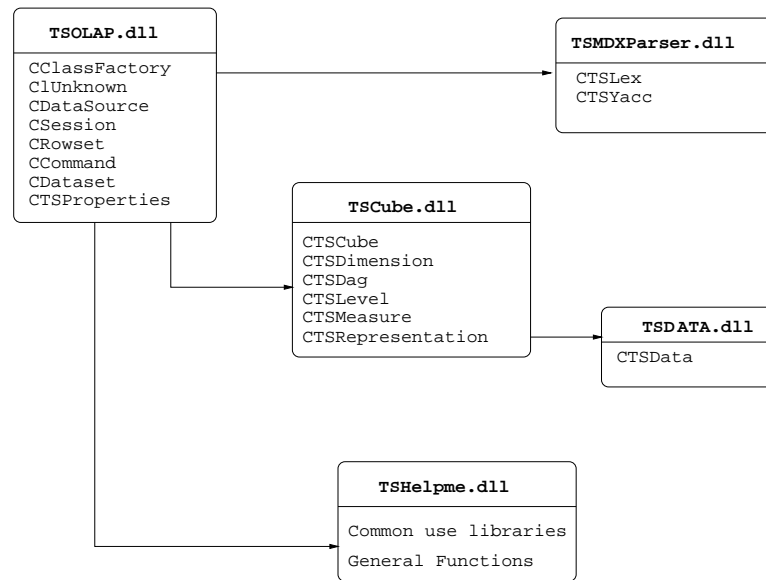 TSOLAP.dll
CClassFactory
ClUnknown
CDataSource
CSession
CRowset
CCommand
CDataset
CTSProperties
TSMDXParser.dll
CTSLex
CTSYacc
TSCube.dll
CTSCube
CTSDimension
CTSDag
CTSLevel
CTSMeasure
CTSRepresentation
TSDATA.dll
CTSData
TSHelpme.dll
Common use libraries
General Functions